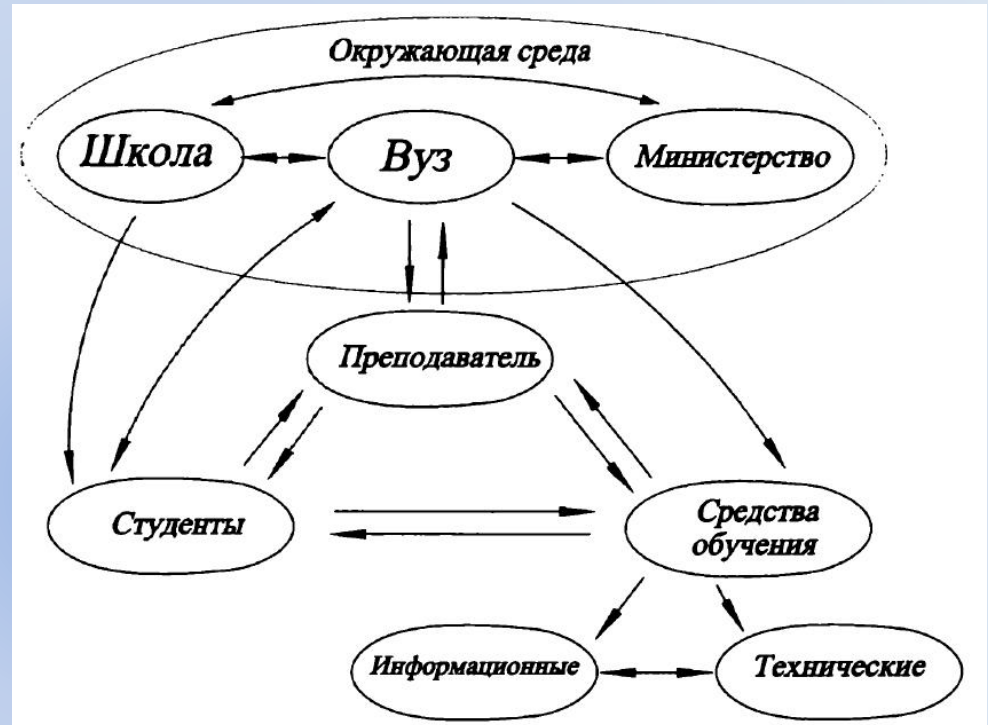 Окружающая среда
Школа
Вуз
Министерство
Преподаватель
Студенты
Средства
обучения
Информационные
Технические